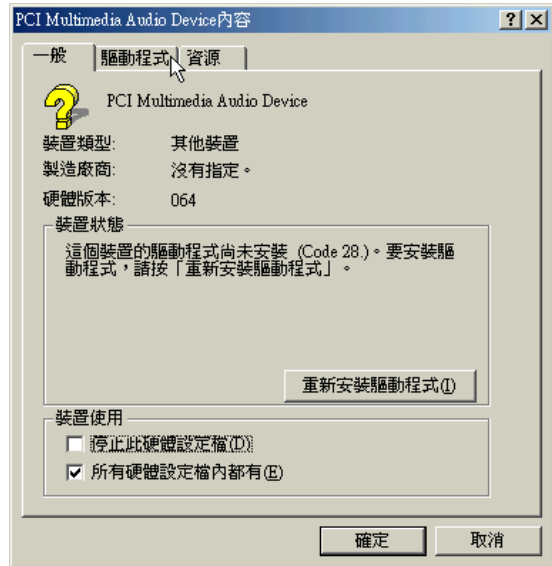 PCI Multimedia Audio Device內容
一般 驅動程式 資源
PCI Multimedia Audio Device
裝置類型: 其他裝置
製造廠商: 沒有指定。
硬體版本: 064
裝置狀態
這個裝置的驅動程式尚未安裝 (Code 28.)。要安裝驅
動程式，請按「重新安裝驅動程式」。
重新安裝驅動程式(I)
裝置使用
停止此硬體設定檔(D)
所有硬體設定檔內都有(E)
確定 取消